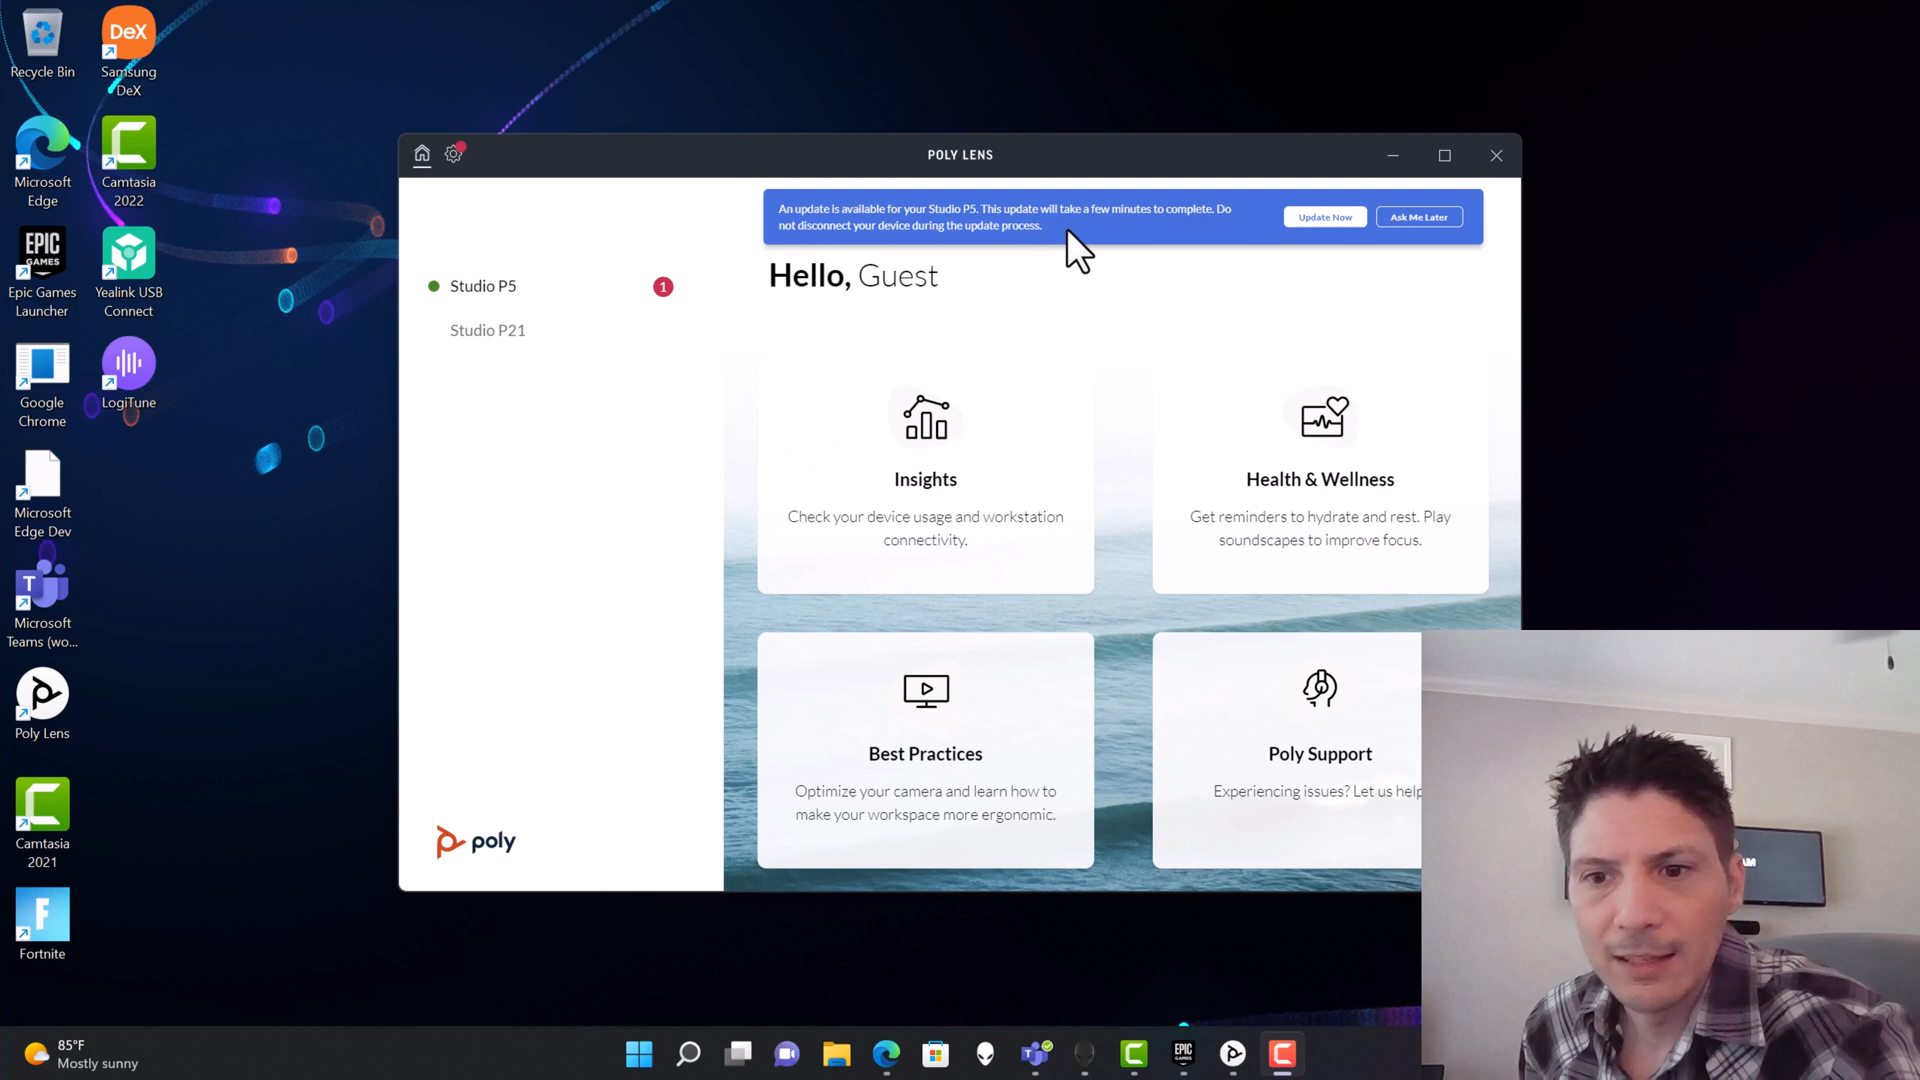 Recycle Bin
DeX
Samsung
DeX
Microsoft
Edge
Camtasia
2022
EPIC
GAMES
Epic Games
Launcher
Yealink USB
Connect
Google
Chrome
LogiTune
Microsoft
Edge Dev
T
Microsoft
Teams (wo...
Poly Lens
Camtasia
2021
F
Fortnite
POLY LENS
An update is available for your Studio P5. This update will take a few minutes to complete. Do
not disconnect your device during the update process.
Update Now
Ask Me Later
Studio P5
1
Studio P21
Hello, Guest
Insights
Check your device usage and workstation
connectivity.
Health & Wellness
Get reminders to hydrate and rest. Play
soundscapes to improve focus.
Best Practices
Optimize your camera and learn how to
make your workspace more ergonomic.
Poly Support
Experiencing issues? Let us help
poly
AM
85°F
Mostly sunny
T
EPIC
GAMES